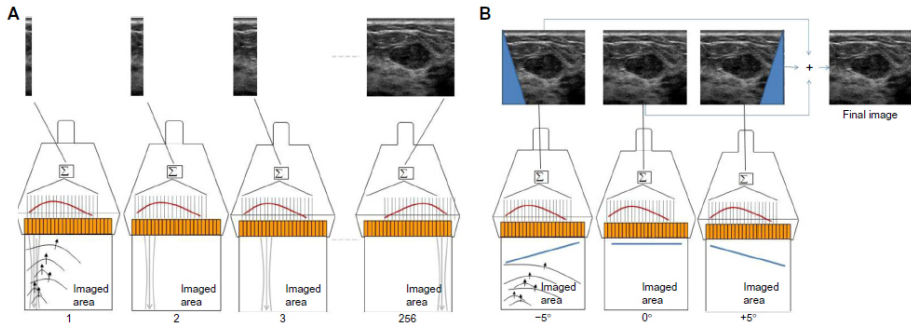 A
Σ
Σ
Σ
Σ
Imaged
area
Imaged
area
Imaged
area
Imaged
area
1
2
3
256
B
+
Final image
Σ
Σ
Σ
Imaged
area
Imaged
area
Imaged
area
−5°
0°
+5°